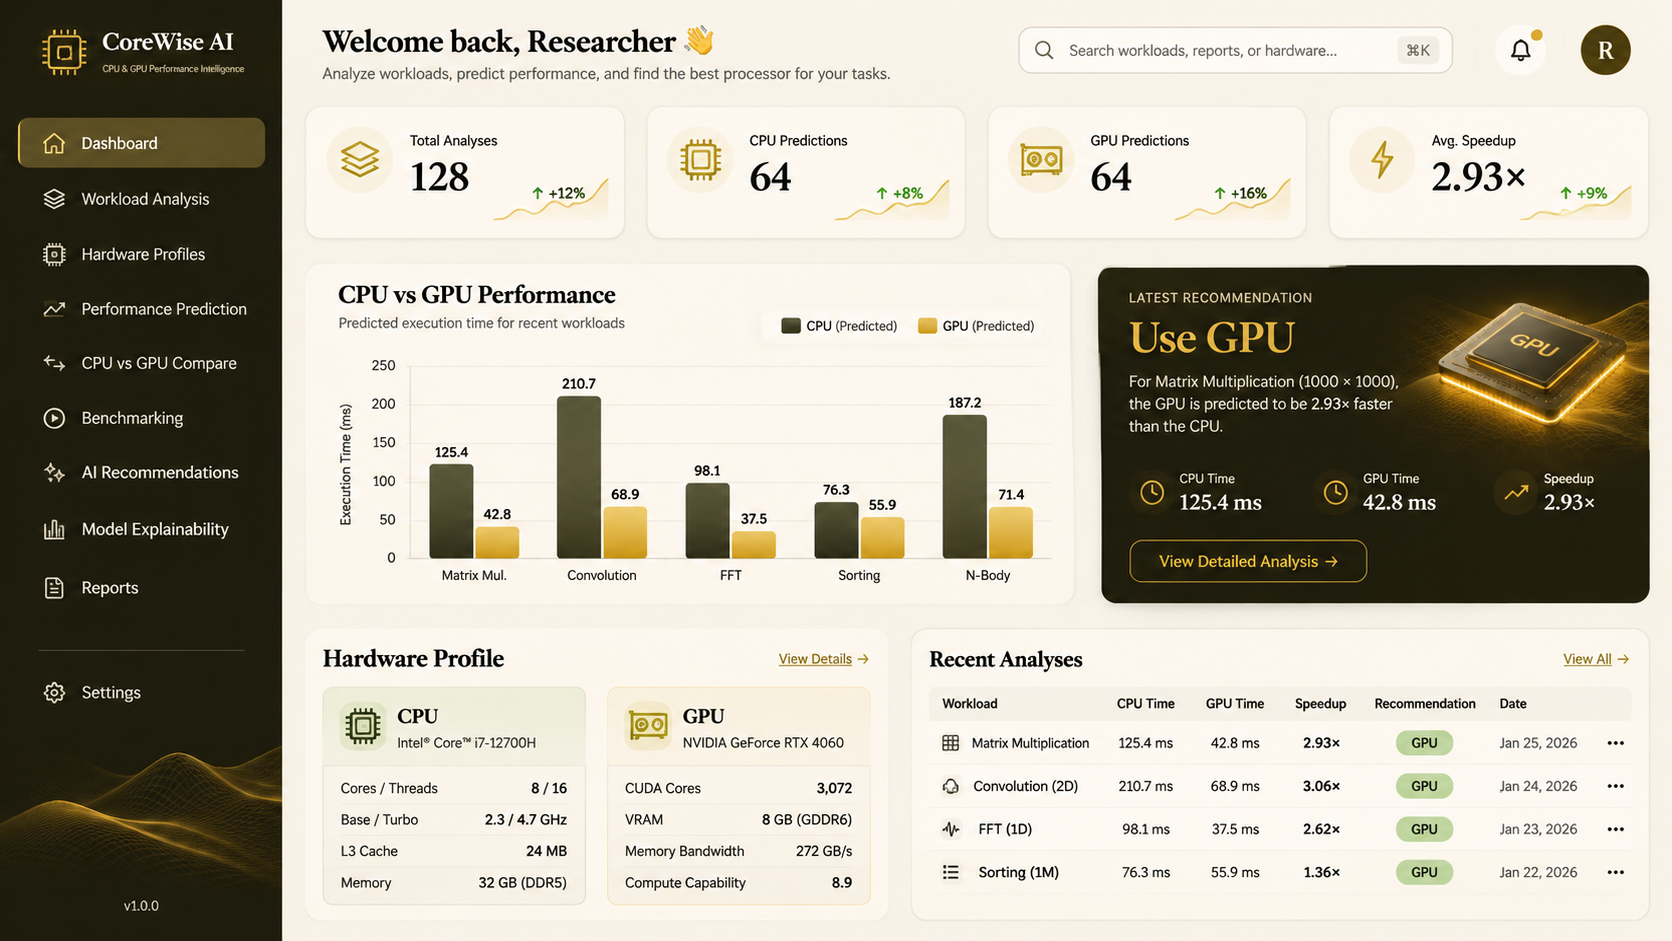 CoreWise AI
CPU & GPU Performance Intelligence
Dashboard
Workload Analysis
Hardware Profiles
Performance Prediction
CPU vs GPU Compare
Benchmarking
AI Recommendations
Model Explainability
Reports
Settings
v1.0.0
Welcome back, Researcher 👋
Analyze workloads, predict performance, and find the best processor for your tasks.
Search workloads, reports, or hardware... ⌘K
R
Total Analyses
128
↑ +12%
CPU Predictions
64
↑ +8%
GPU Predictions
64
↑ +16%
Avg. Speedup
2.93×
↑ +9%
CPU vs GPU Performance
Predicted execution time for recent workloads
CPU (Predicted) GPU (Predicted)
Execution Time (ms)
250
200
150
100
50
0
125.4 42.8
210.7 68.9
98.1 37.5
76.3 55.9
187.2 71.4
Matrix Mul. Convolution FFT Sorting N-Body
LATEST RECOMMENDATION
Use GPU
For Matrix Multiplication (1000 × 1000),
the GPU is predicted to be 2.93× faster
than the CPU.
GPU
CPU Time
125.4 ms
GPU Time
42.8 ms
Speedup
2.93×
View Detailed Analysis →
Hardware Profile
View Details →
CPU
Intel® Core™ i7-12700H
Cores / Threads 8 / 16
Base / Turbo 2.3 / 4.7 GHz
L3 Cache 24 MB
Memory 32 GB (DDR5)
GPU
NVIDIA GeForce RTX 4060
CUDA Cores 3,072
VRAM 8 GB (GDDR6)
Memory Bandwidth 272 GB/s
Compute Capability 8.9
Recent Analyses
View All →
Workload CPU Time GPU Time Speedup Recommendation Date
Matrix Multiplication 125.4 ms 42.8 ms 2.93× GPU Jan 25, 2026 •••
Convolution (2D) 210.7 ms 68.9 ms 3.06× GPU Jan 24, 2026 •••
FFT (1D) 98.1 ms 37.5 ms 2.62× GPU Jan 23, 2026 •••
Sorting (1M) 76.3 ms 55.9 ms 1.36× GPU Jan 22, 2026 •••